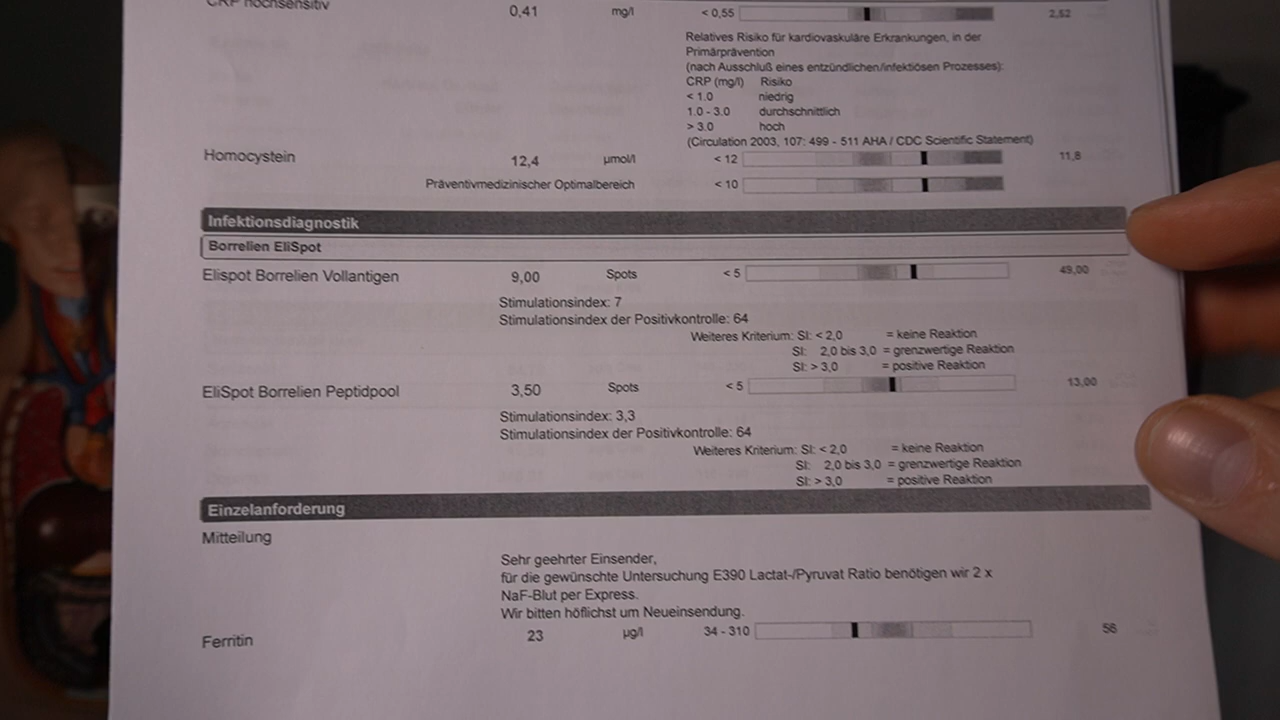 CRP hochsensitiv 0,41 mg/l < 0,55 2,52
Relatives Risiko für kardiovaskuläre Erkrankungen, in der
Primärprävention
(nach Ausschluß eines entzündlichen/infektiösen Prozesses):
CRP (mg/l) Risiko
< 1.0 niedrig
1.0 - 3.0 durchschnittlich
> 3.0 hoch
(Circulation 2003, 107: 499 - 511 AHA / CDC Scientific Statement)
Homocystein 12,4 µmol/l < 12 11,8
Präventivmedizinischer Optimalbereich < 10
Infektionsdiagnostik
Borrelien EliSpot
Elispot Borrelien Vollantigen 9,00 Spots < 5 49,00
Stimulationsindex: 7
Stimulationsindex der Positivkontrolle: 64
Weiteres Kriterium: SI: < 2,0 = keine Reaktion
SI: 2,0 bis 3,0 = grenzwertige Reaktion
SI: > 3,0 = positive Reaktion
EliSpot Borrelien Peptidpool 3,50 Spots < 5 13,00
Stimulationsindex: 3,3
Stimulationsindex der Positivkontrolle: 64
Weiteres Kriterium: SI: < 2,0 = keine Reaktion
SI: 2,0 bis 3,0 = grenzwertige Reaktion
SI: > 3,0 = positive Reaktion
Einzelanforderung
Mitteilung
Sehr geehrter Einsender,
für die gewünschte Untersuchung E390 Lactat-/Pyruvat Ratio benötigen wir 2 x
NaF-Blut per Express.
Wir bitten höflichst um Neueinsendung.
Ferritin 23 µg/l 34 - 310 56